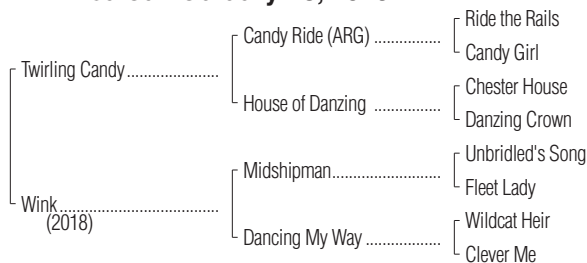 Ride the Rails
Candy Ride (ARG) ................
Candy Girl
Twirling Candy ......................
Chester House
House of Danzing ................
Danzing Crown
Unbridled's Song
Midshipman..........................
Fleet Lady
Wink......................................
(2018)
Wildcat Heir
Dancing My Way ..................
Clever Me